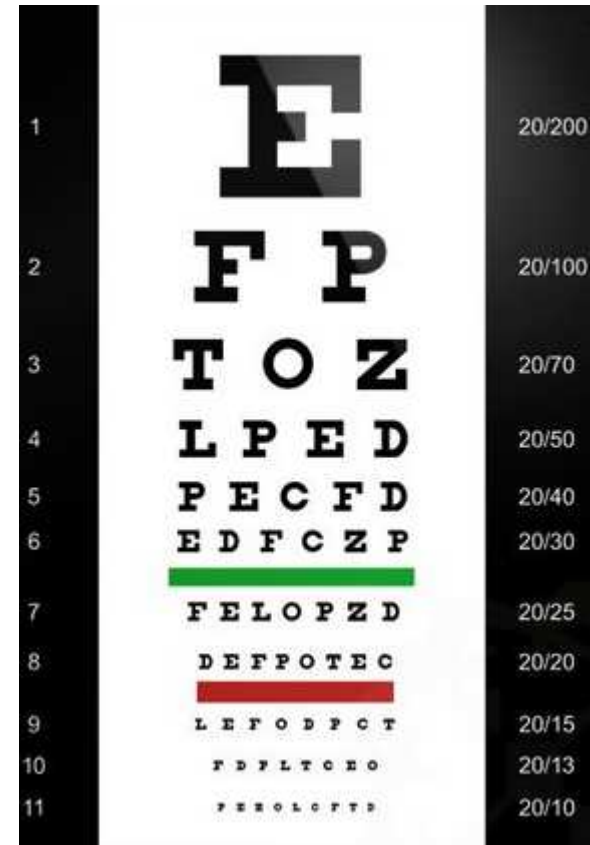 1 E 20/200
2 F P 20/100
3 T O Z 20/70
4 L P E D 20/50
5 P E C F D 20/40
6 E D F C Z P 20/30
7 F E L O P Z D 20/25
8 D E F P O T E C 20/20
9 L E F O D P C T 20/15
10 F D P L T C E O 20/13
11 P E Z O L C F T D 20/10